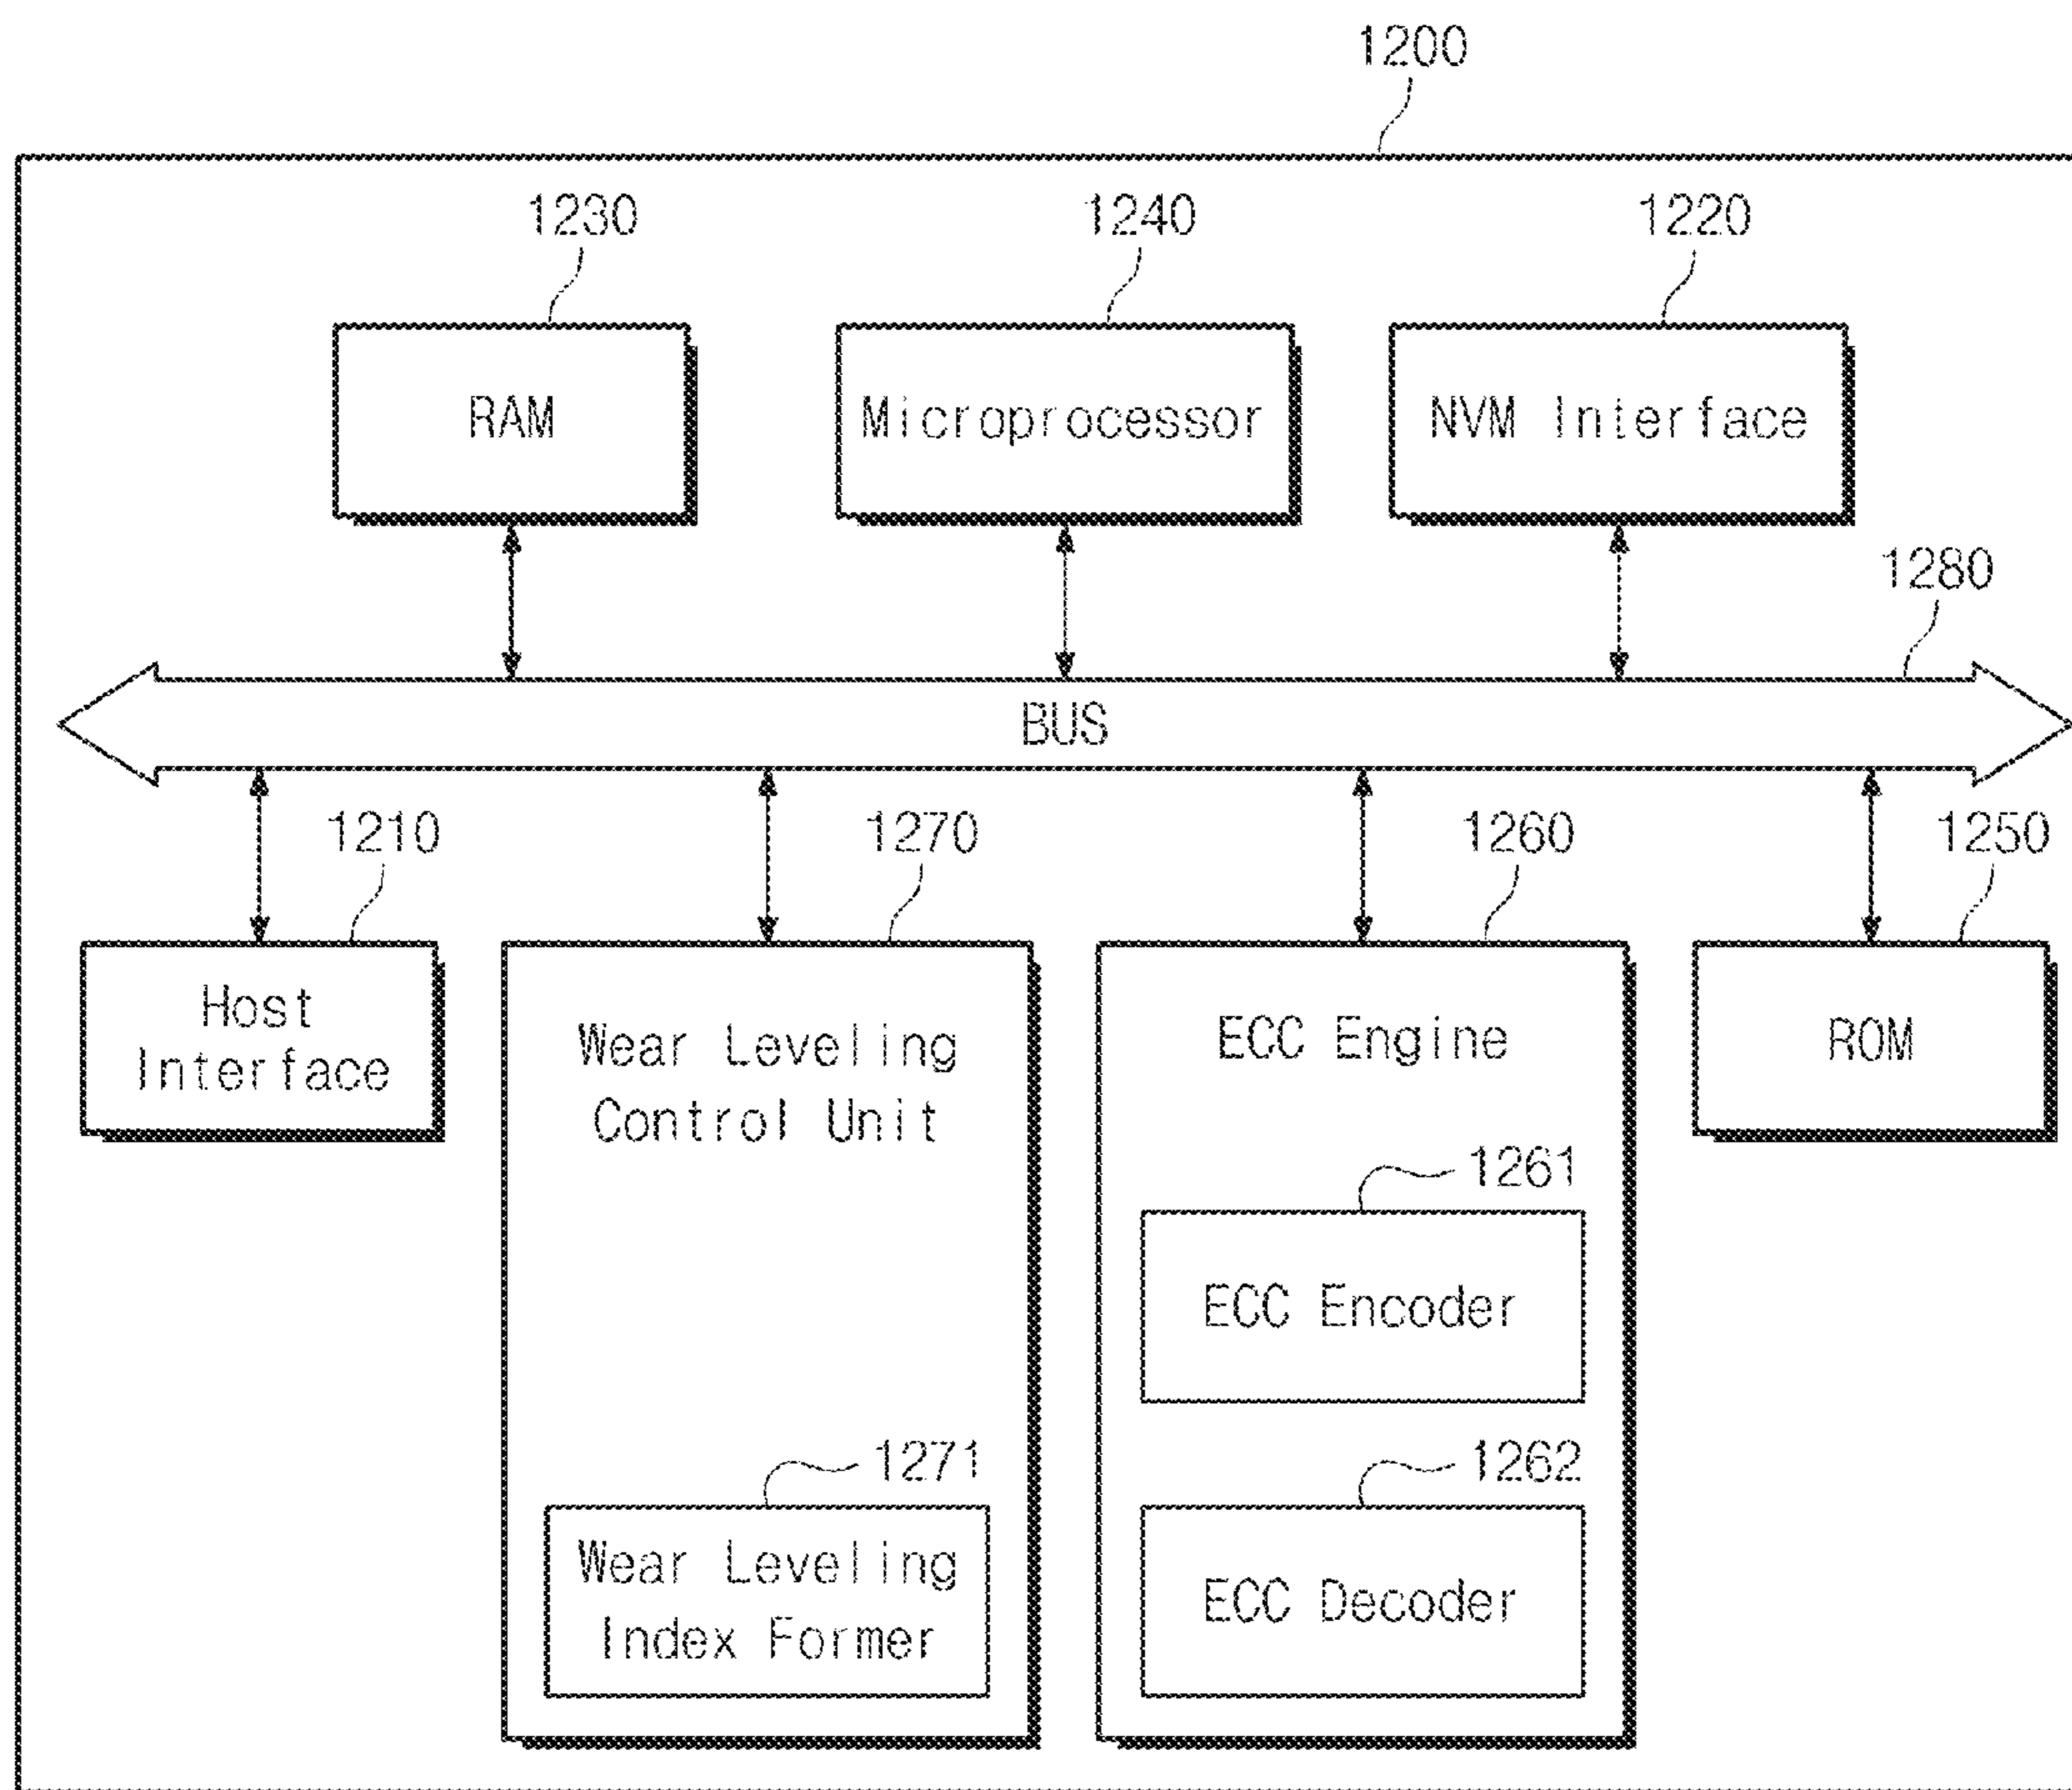 1200
1230
1240
1220
RAM
Microprocessor
NVM Interface
1280
BUS
1210
1270
1260
1250
Host
Interface
Wear Leveling
Control Unit
ECC Engine
ROM
1261
ECC Encoder
1271
1262
Wear Leveling
Index Former
ECC Decoder